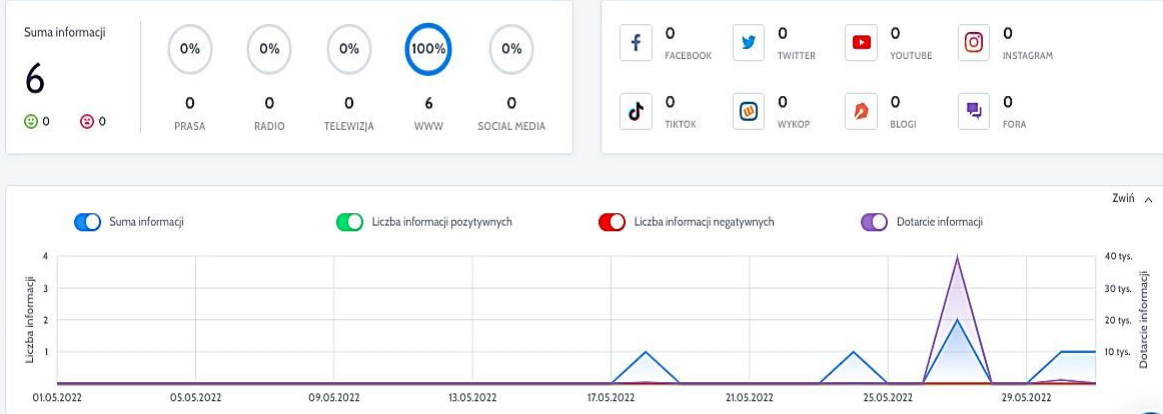 Suma informacji
6
0 0
0% 0% 0% 100% 0%
0 0 0 6 0
PRASA RADIO TELEWIZJA WWW SOCIAL MEDIA
0 0 0 0
FACEBOOK TWITTER YOUTUBE INSTAGRAM
0 0 0 0
TIKTOK WYKOP BLOGI FORA
Zwiń
Suma informacji Liczba informacji pozytywnych Liczba informacji negatywnych Dotarcie informacji
Liczba informacji
4
3
2
1
40 tys.
30 tys.
20 tys.
10 tys.
Dotarcie informacji
01.05.2022 05.05.2022 09.05.2022 13.05.2022 17.05.2022 21.05.2022 25.05.2022 29.05.2022